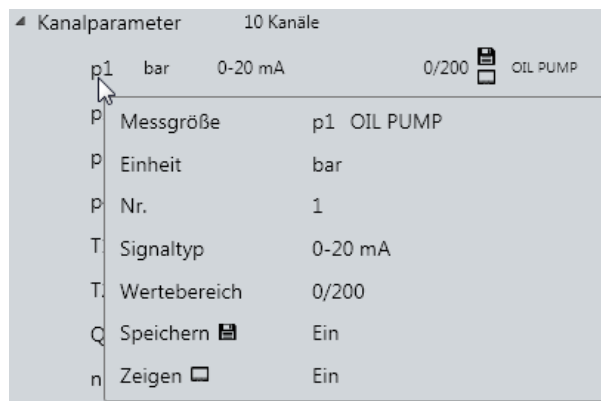 Kanalparameter 10 Kanäle
p1 bar 0-20 mA 0/200 OIL PUMP
p Messgröße p1 OIL PUMP
p Einheit bar
p Nr. 1
T Signaltyp 0-20 mA
T Wertebereich 0/200
Q Speichern Ein
n Zeigen Ein